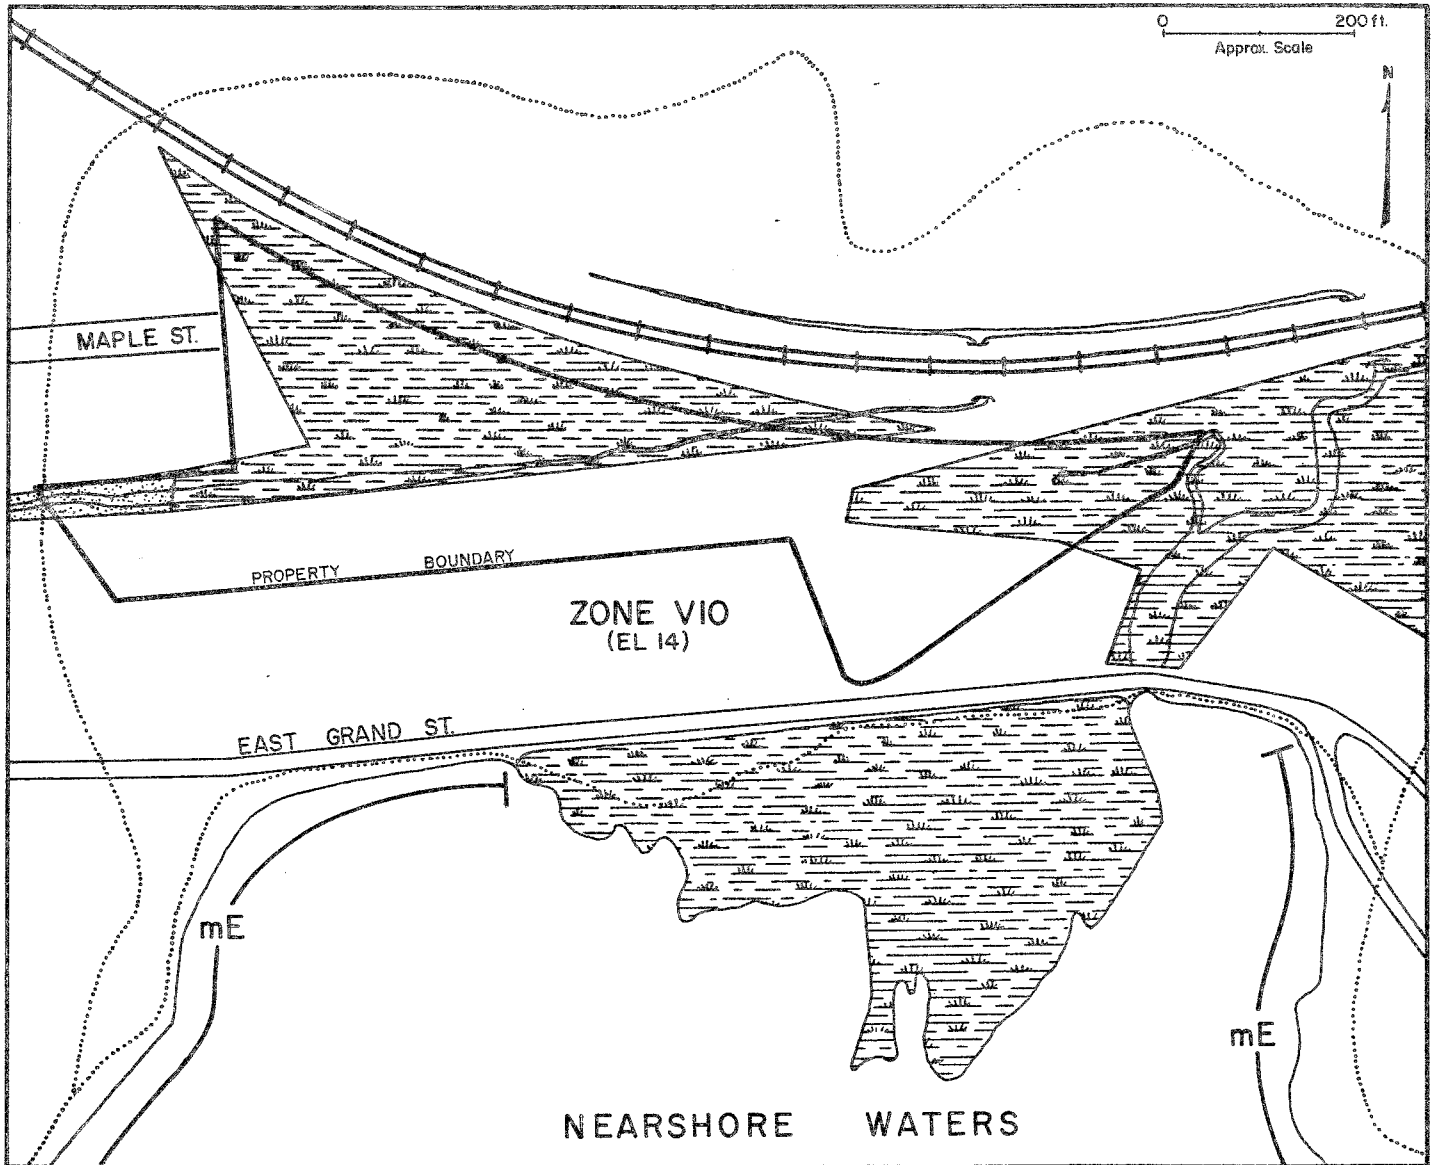 0 200 ft.
Approx. Scale
N
MAPLE ST.
PROPERTY BOUNDARY
ZONE V10
(EL 14)
EAST GRAND ST.
mE
mE
NEARSHORE WATERS